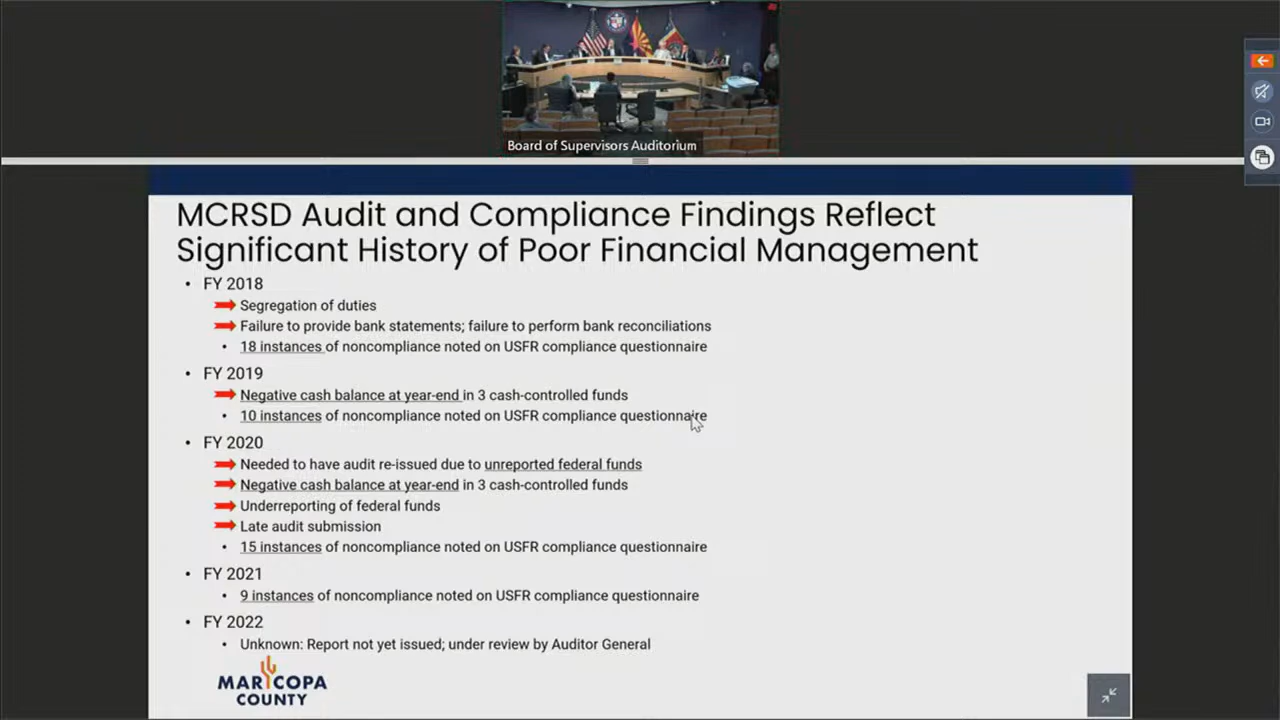 Board of Supervisors Auditorium
MCRSD Audit and Compliance Findings Reflect
Significant History of Poor Financial Management
• FY 2018
Segregation of duties
Failure to provide bank statements; failure to perform bank reconciliations
• 18 instances of noncompliance noted on USFR compliance questionnaire
• FY 2019
Negative cash balance at year-end in 3 cash-controlled funds
• 10 instances of noncompliance noted on USFR compliance questionnaire
• FY 2020
Needed to have audit re-issued due to unreported federal funds
Negative cash balance at year-end in 3 cash-controlled funds
Underreporting of federal funds
Late audit submission
• 15 instances of noncompliance noted on USFR compliance questionnaire
• FY 2021
• 9 instances of noncompliance noted on USFR compliance questionnaire
• FY 2022
• Unknown: Report not yet issued; under review by Auditor General
MARICOPA
COUNTY